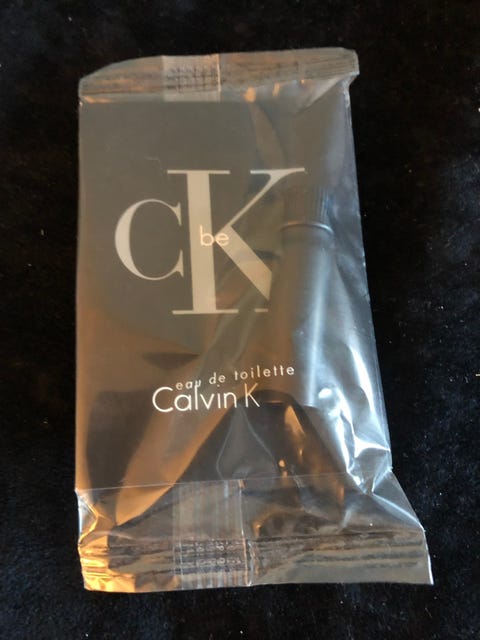 cK
be
eau de toilette
Calvin K